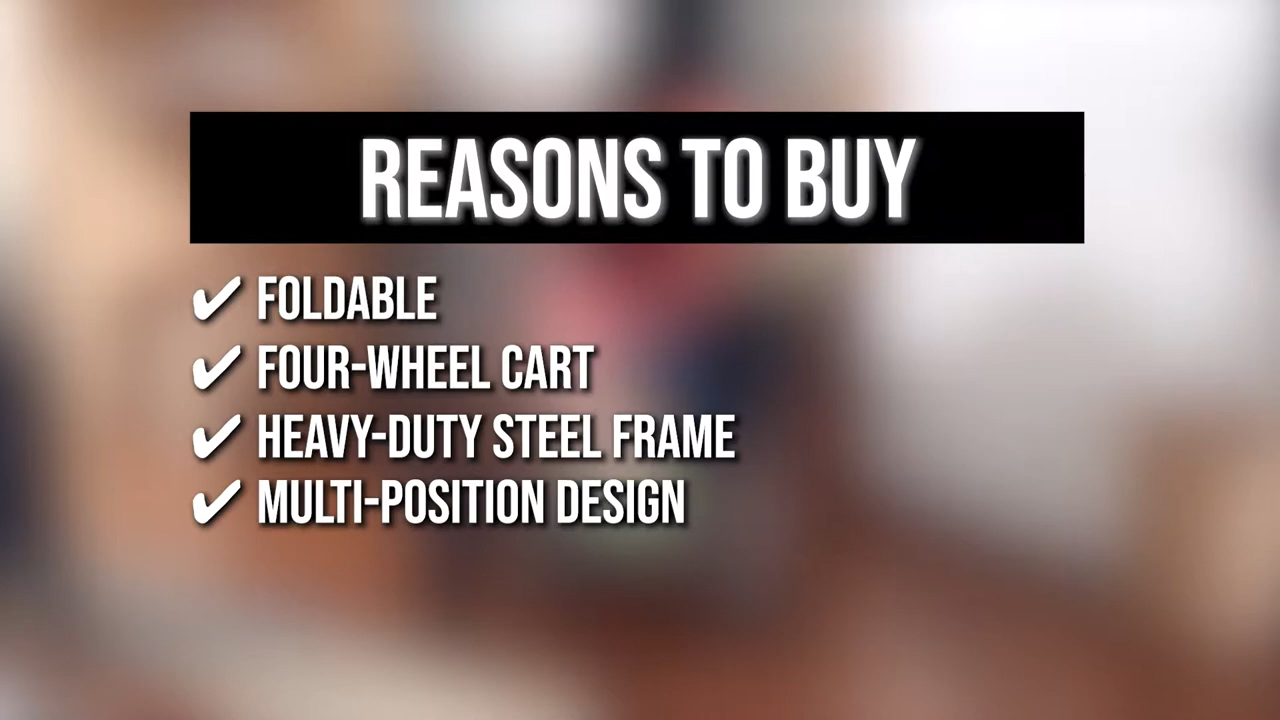 REASONS TO BUY
✔ FOLDABLE
✔ FOUR-WHEEL CART
✔ HEAVY-DUTY STEEL FRAME
✔ MULTI-POSITION DESIGN